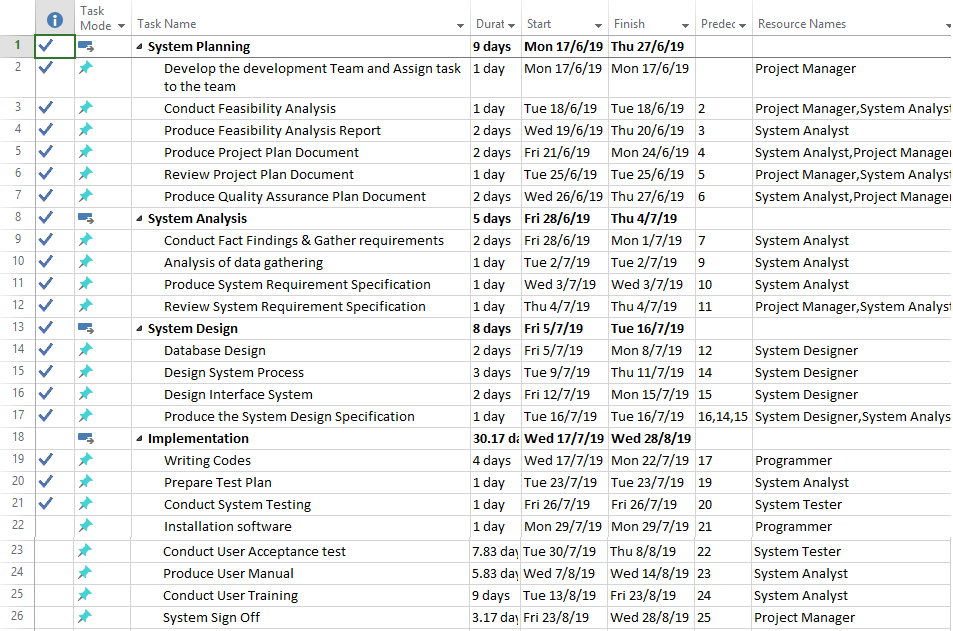 Task
Mode Task Name Durat Start Finish Predec Resource Names
1 System Planning 9 days Mon 17/6/19 Thu 27/6/19
2 Develop the development Team and Assign task 1 day Mon 17/6/19 Mon 17/6/19 Project Manager
to the team
3 Conduct Feasibility Analysis 1 day Tue 18/6/19 Tue 18/6/19 2 Project Manager,System Analyst
4 Produce Feasibility Analysis Report 2 days Wed 19/6/19 Thu 20/6/19 3 System Analyst
5 Produce Project Plan Document 2 days Fri 21/6/19 Mon 24/6/19 4 System Analyst,Project Manager
6 Review Project Plan Document 1 day Tue 25/6/19 Tue 25/6/19 5 Project Manager,System Analyst
7 Produce Quality Assurance Plan Document 2 days Wed 26/6/19 Thu 27/6/19 6 System Analyst,Project Manager
8 System Analysis 5 days Fri 28/6/19 Thu 4/7/19
9 Conduct Fact Findings & Gather requirements 2 days Fri 28/6/19 Mon 1/7/19 7 System Analyst
10 Analysis of data gathering 1 day Tue 2/7/19 Tue 2/7/19 9 System Analyst
11 Produce System Requirement Specification 1 day Wed 3/7/19 Wed 3/7/19 10 System Analyst
12 Review System Requirement Specification 1 day Thu 4/7/19 Thu 4/7/19 11 Project Manager,System Analyst
13 System Design 8 days Fri 5/7/19 Tue 16/7/19
14 Database Design 2 days Fri 5/7/19 Mon 8/7/19 12 System Designer
15 Design System Process 3 days Tue 9/7/19 Thu 11/7/19 14 System Designer
16 Design Interface System 2 days Fri 12/7/19 Mon 15/7/19 15 System Designer
17 Produce the System Design Specification 1 day Tue 16/7/19 Tue 16/7/19 16,14,15 System Designer,System Analys
18 Implementation 30.17 da Wed 17/7/19 Wed 28/8/19
19 Writing Codes 4 days Wed 17/7/19 Mon 22/7/19 17 Programmer
20 Prepare Test Plan 1 day Tue 23/7/19 Tue 23/7/19 19 System Analyst
21 Conduct System Testing 1 day Fri 26/7/19 Fri 26/7/19 20 System Tester
22 Installation software 1 day Mon 29/7/19 Mon 29/7/19 21 Programmer
23 Conduct User Acceptance test 7.83 day Tue 30/7/19 Thu 8/8/19 22 System Tester
24 Produce User Manual 5.83 day Wed 7/8/19 Wed 14/8/19 23 System Analyst
25 Conduct User Training 9 days Tue 13/8/19 Fri 23/8/19 24 System Analyst
26 System Sign Off 3.17 day Fri 23/8/19 Wed 28/8/19 25 Project Manager